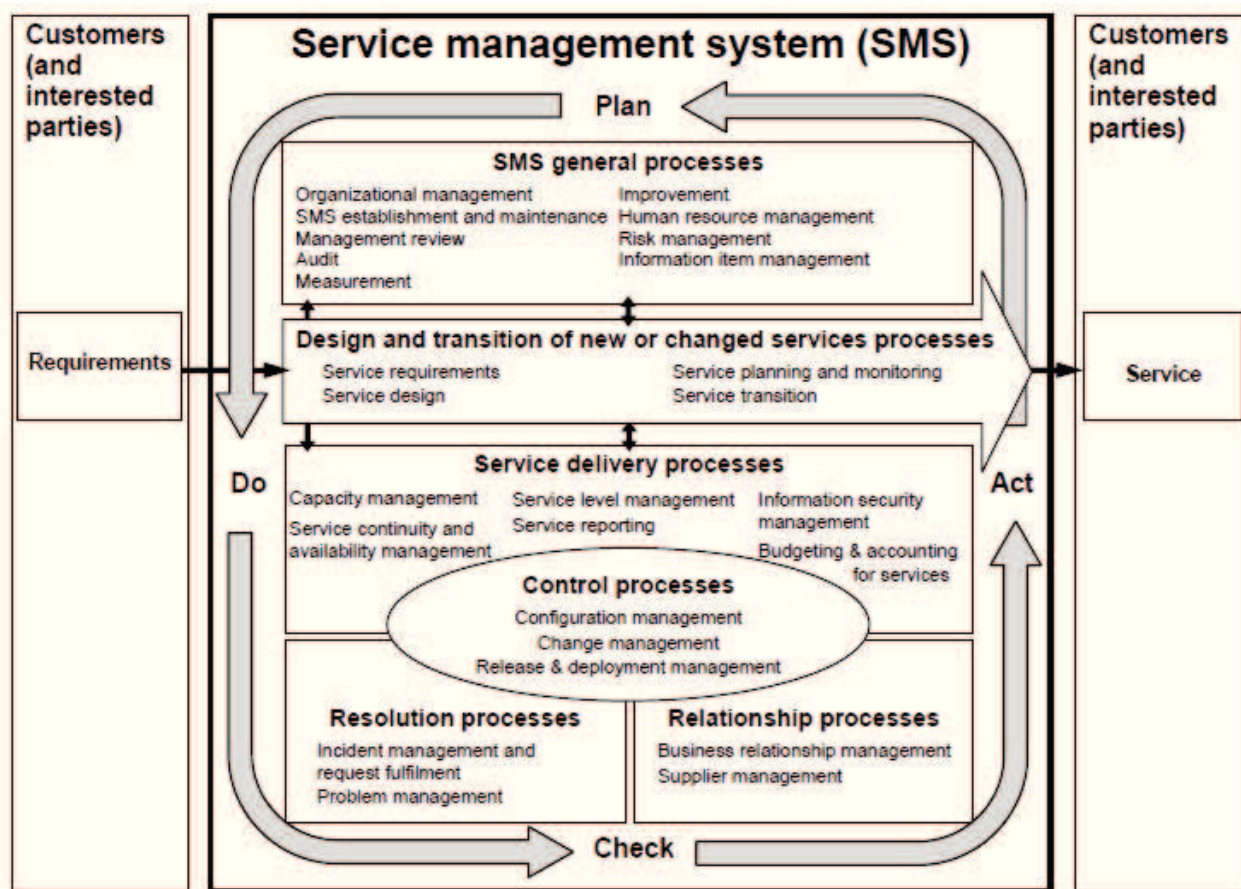 Customers
(and
interested
parties)
Service management system (SMS)
Customers
(and
interested
parties)
Plan
SMS general processes
Organizational management
SMS establishment and maintenance
Management review
Audit
Measurement
Improvement
Human resource management
Risk management
Information item management
Requirements
Design and transition of new or changed services processes
Service requirements
Service design
Service planning and monitoring
Service transition
Service
Do
Service delivery processes
Capacity management
Service continuity and
availability management
Service level management
Service reporting
Information security
management
Budgeting & accounting
for services
Act
Control processes
Configuration management
Change management
Release & deployment management
Resolution processes
Incident management and
request fulfilment
Problem management
Relationship processes
Business relationship management
Supplier management
Check